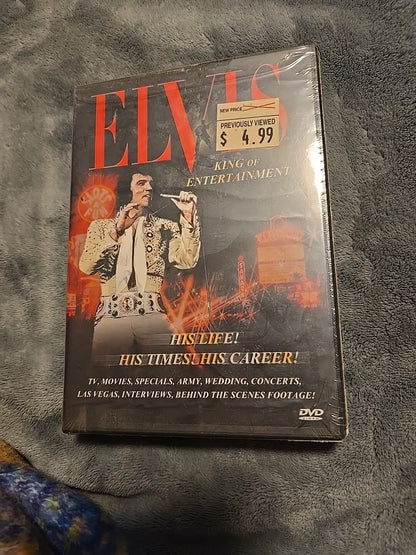 ELVIS
NEW PRICE
PREVIOUSLY VIEWED
$ 4.99
KING OF
ENTERTAINMENT
HIS LIFE!
HIS TIMES! HIS CAREER!
TV, MOVIES, SPECIALS, ARMY, WEDDING, CONCERTS,
LAS VEGAS, INTERVIEWS, BEHIND THE SCENES FOOTAGE!
DVD
VIDEO